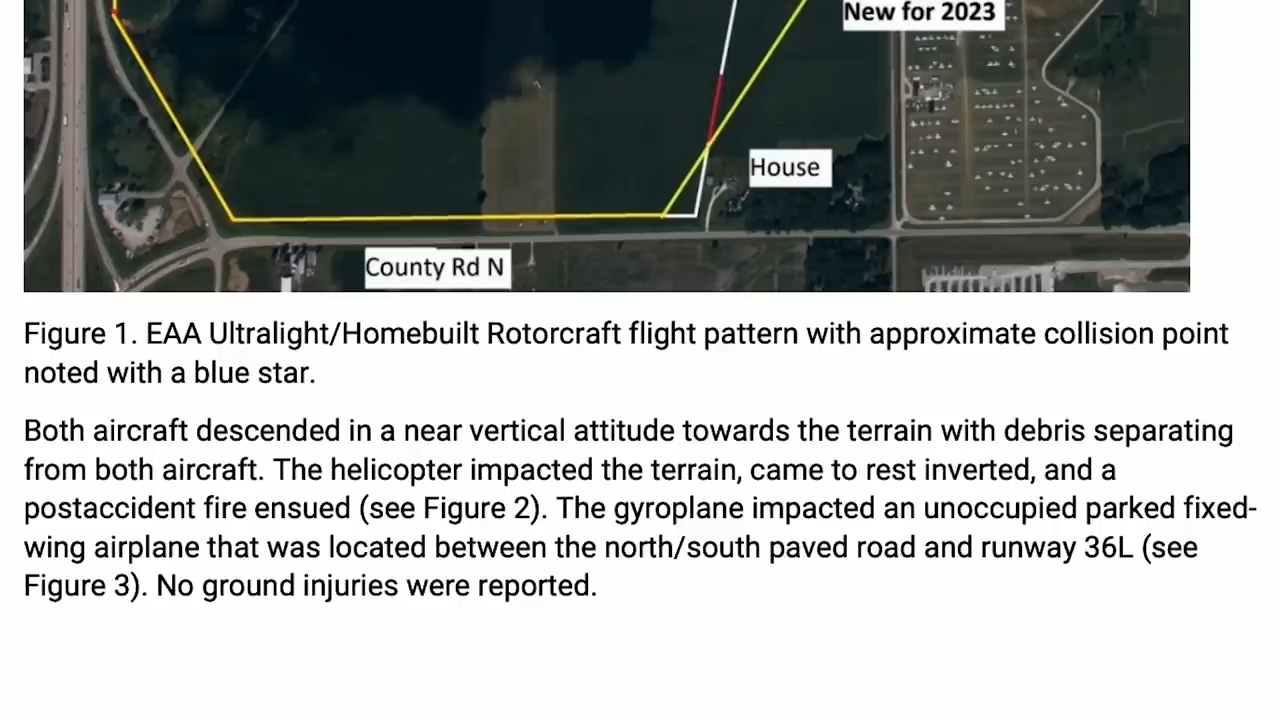 New for 2023
House
County Rd N
Figure 1. EAA Ultralight/Homebuilt Rotorcraft flight pattern with approximate collision point
noted with a blue star.
Both aircraft descended in a near vertical attitude towards the terrain with debris separating
from both aircraft. The helicopter impacted the terrain, came to rest inverted, and a
postaccident fire ensued (see Figure 2). The gyroplane impacted an unoccupied parked fixed-
wing airplane that was located between the north/south paved road and runway 36L (see
Figure 3). No ground injuries were reported.